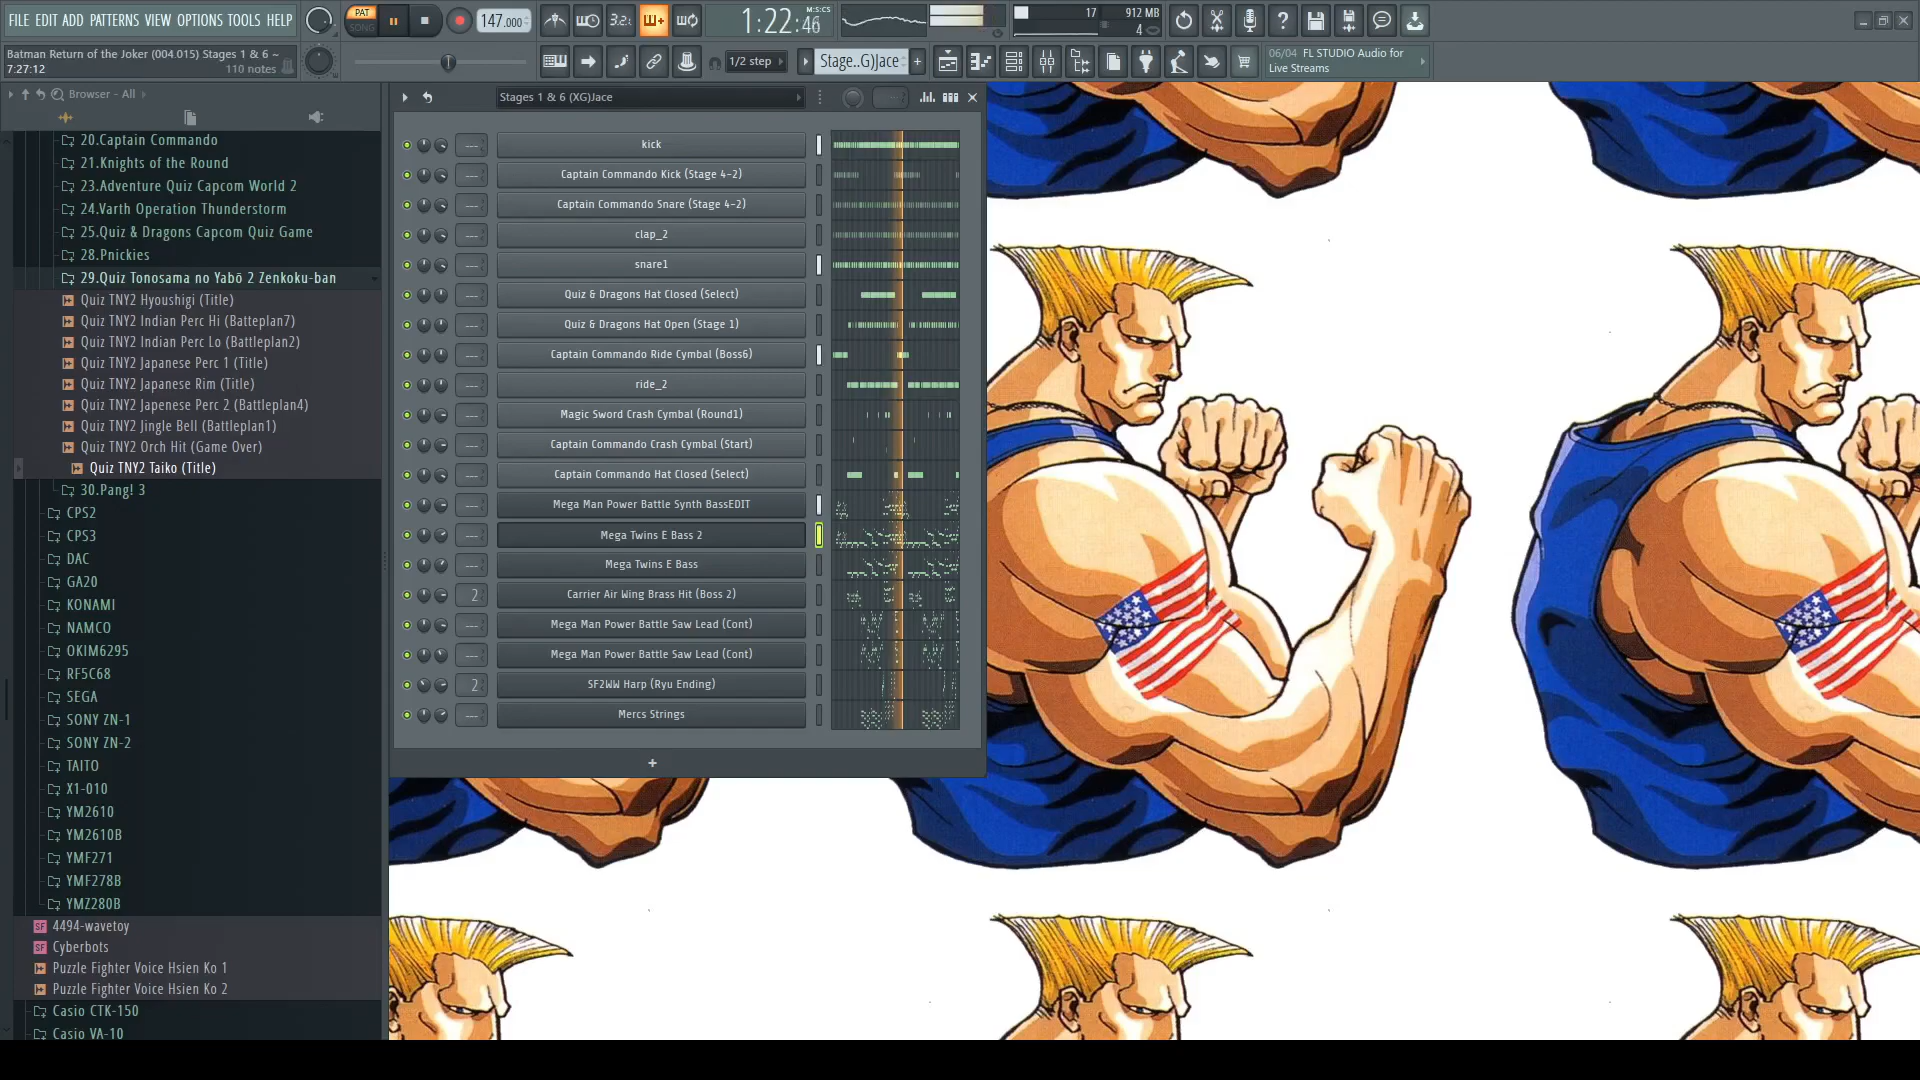 FILE EDIT ADD PATTERNS VIEW OPTIONS TOOLS HELP
PAT
SONG
147.000
3.2.
1:22:46
M:S:CS
17
912 MB
4
Batman Return of the Joker (004.015) Stages 1 & 6 ~
7:27:12
110 notes
1/2 step
Stage..G)Jace
06/04 FL STUDIO Audio for
Live Streams
Browser - All
20.Captain Commando
21.Knights of the Round
23.Adventure Quiz Capcom World 2
24.Varth Operation Thunderstorm
25.Quiz & Dragons Capcom Quiz Game
28.Pnickies
29.Quiz Tonosama no Yabō 2 Zenkoku-ban
Quiz TNY2 Hyoushigi (Title)
Quiz TNY2 Indian Perc Hi (Batteplan7)
Quiz TNY2 Indian Perc Lo (Battleplan2)
Quiz TNY2 Japanese Perc 1 (Title)
Quiz TNY2 Japanese Rim (Title)
Quiz TNY2 Japenese Perc 2 (Battleplan4)
Quiz TNY2 Jingle Bell (Battleplan1)
Quiz TNY2 Orch Hit (Game Over)
Quiz TNY2 Taiko (Title)
30.Pang! 3
CPS2
CPS3
DAC
GA20
KONAMI
NAMCO
OKIM6295
RF5C68
SEGA
SONY ZN-1
SONY ZN-2
TAITO
X1-010
YM2610
YM2610B
YMF271
YMF278B
YMZ280B
4494-wavetoy
Cyberbots
Puzzle Fighter Voice Hsien Ko 1
Puzzle Fighter Voice Hsien Ko 2
Casio CTK-150
Casio VA-10
Stages 1 & 6 (XG)Jace
kick
Captain Commando Kick (Stage 4-2)
Captain Commando Snare (Stage 4-2)
clap_2
snare1
Quiz & Dragons Hat Closed (Select)
Quiz & Dragons Hat Open (Stage 1)
Captain Commando Ride Cymbal (Boss6)
ride_2
Magic Sword Crash Cymbal (Round1)
Captain Commando Crash Cymbal (Start)
Captain Commando Hat Closed (Select)
Mega Man Power Battle Synth BassEDIT
Mega Twins E Bass 2
Mega Twins E Bass
2 Carrier Air Wing Brass Hit (Boss 2)
Mega Man Power Battle Saw Lead (Cont)
Mega Man Power Battle Saw Lead (Cont)
2 SF2WW Harp (Ryu Ending)
Mercs Strings